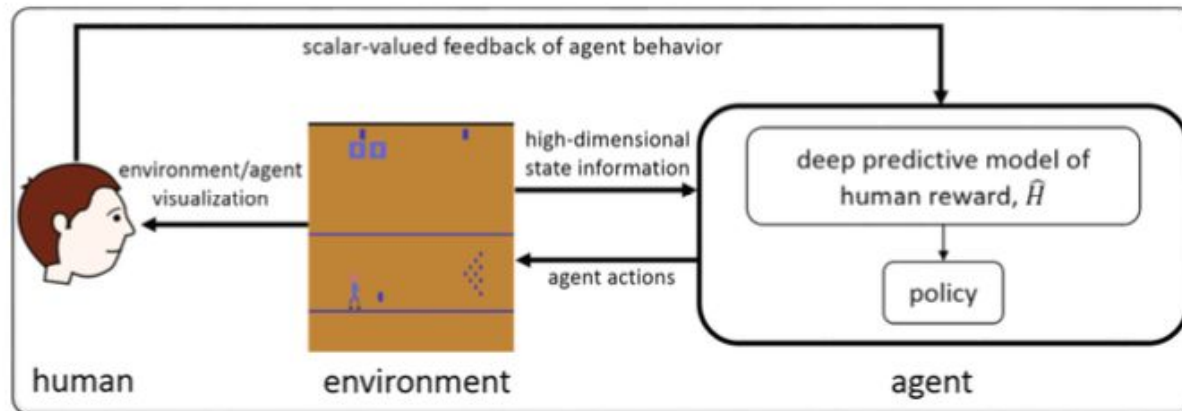 scalar-valued feedback of agent behavior
environment/agent
visualization
high-dimensional
state information
agent actions
deep predictive model of
human reward, Ĥ
policy
human
environment
agent